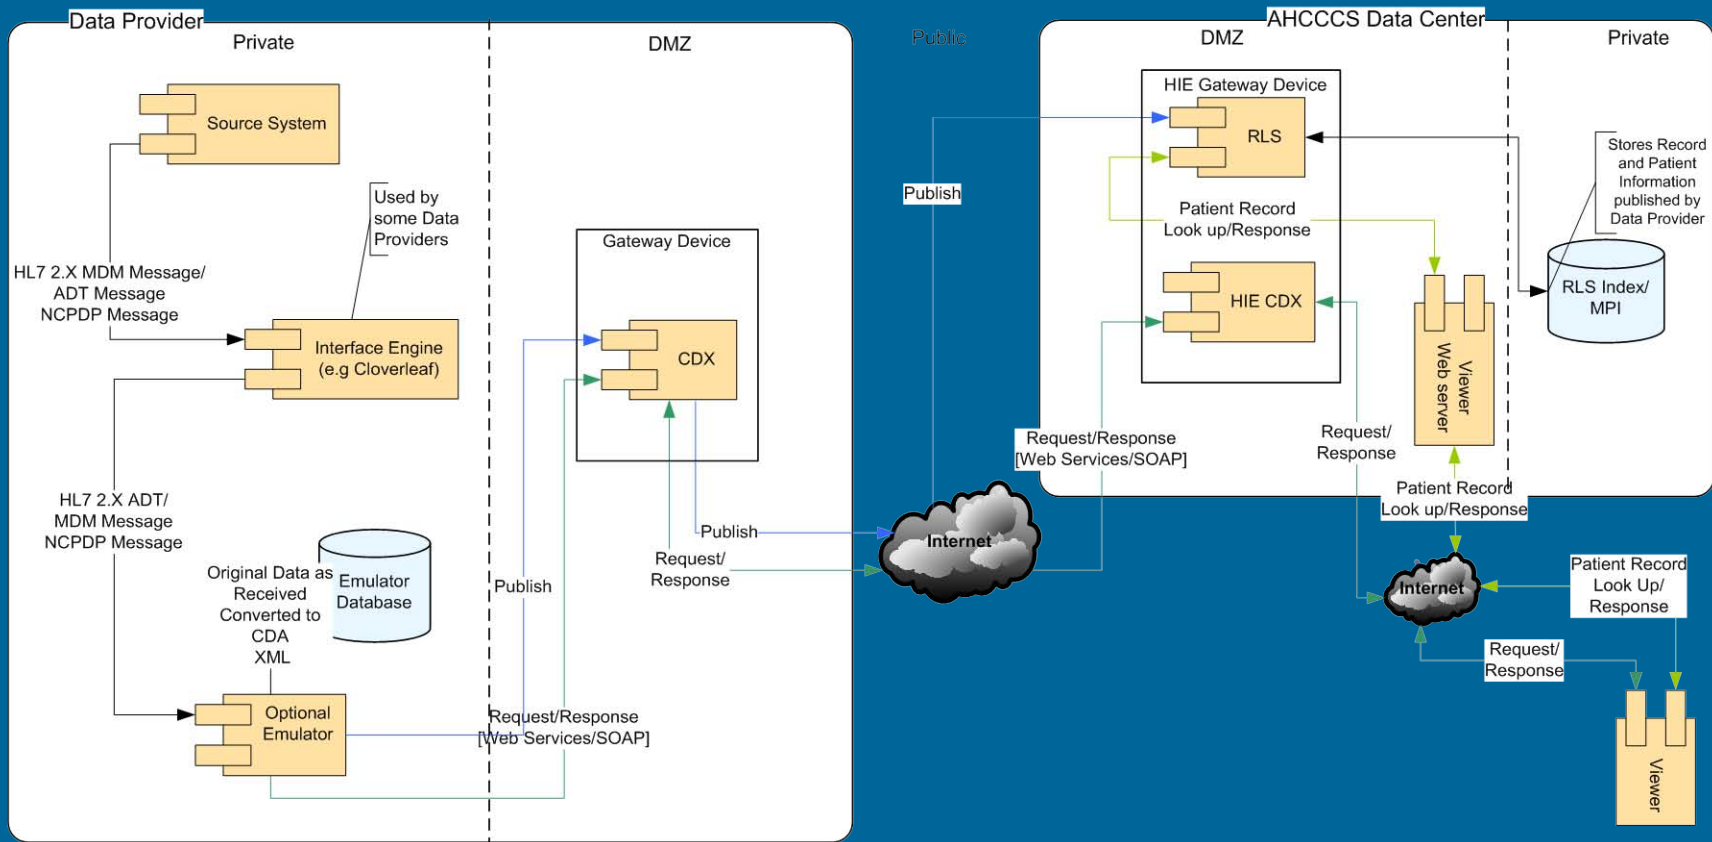 Data Provider
Private
DMZ
Source System
Used by
some Data
Providers
HL7 2.X MDM Message/
ADT Message
NCPDP Message
Interface Engine
(e.g Cloverleaf)
Gateway Device
CDX
HL7 2.X ADT/
MDM Message
NCPDP Message
Original Data as
Received
Converted to
CDA
XML
Emulator
Database
Optional
Emulator
Publish
Request/Response
[Web Services/SOAP]
Publish
Request/
Response
Public
Publish
Internet
AHCCCS Data Center
DMZ
Private
HIE Gateway Device
RLS
Patient Record
Look up/Response
HIE CDX
Stores Record
and Patient
Information
published by
Data Provider
RLS Index/
MPI
Viewer
Web server
Request/Response
[Web Services/SOAP]
Request/
Response
Patient Record
Look up/Response
Internet
Patient Record
Look Up/
Response
Request/
Response
Viewer